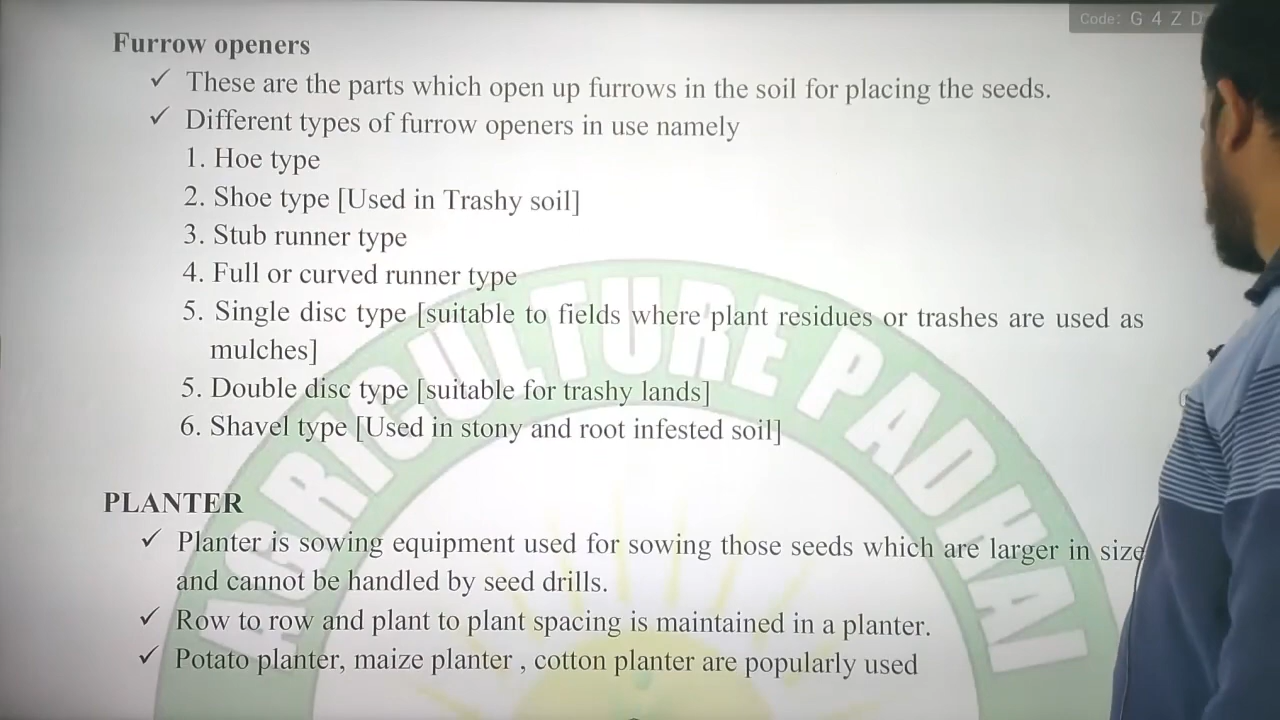 Code: G 4 Z D
Furrow openers
✓ These are the parts which open up furrows in the soil for placing the seeds.
✓ Different types of furrow openers in use namely
1. Hoe type
2. Shoe type [Used in Trashy soil]
3. Stub runner type
4. Full or curved runner type
5. Single disc type [suitable to fields where plant residues or trashes are used as
mulches]
5. Double disc type [suitable for trashy lands]
6. Shavel type [Used in stony and root infested soil]
AGRICULTURE PADHAI
PLANTER
✓ Planter is sowing equipment used for sowing those seeds which are larger in size
and cannot be handled by seed drills.
✓ Row to row and plant to plant spacing is maintained in a planter.
✓ Potato planter, maize planter , cotton planter are popularly used